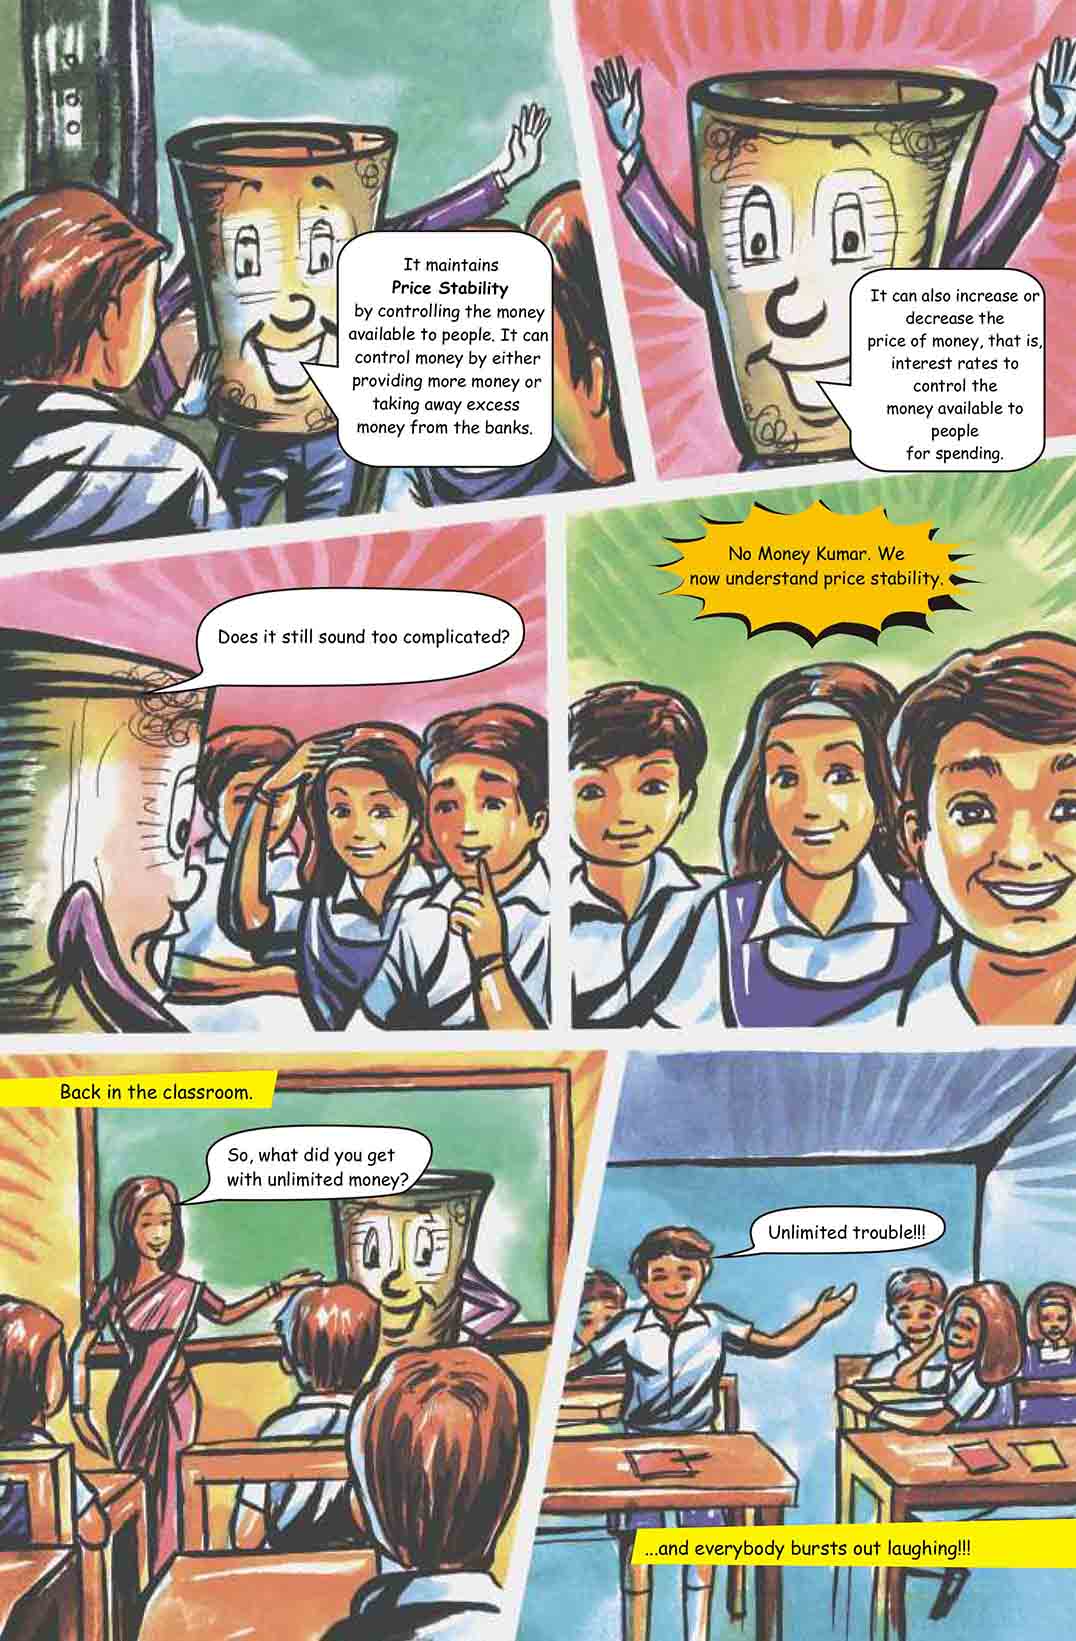 It maintains
Price Stability
by controlling the money
available to people. It can
control money by either
providing more money or
taking away excess
money from the banks.
It can also increase or
decrease the
price of money, that is,
interest rates to
control the
money available to
people
for spending.
Does it still sound too complicated?
No Money Kumar. We
now understand price stability.
Back in the classroom.
So, what did you get
with unlimited money?
Unlimited trouble!!!
...and everybody bursts out laughing!!!